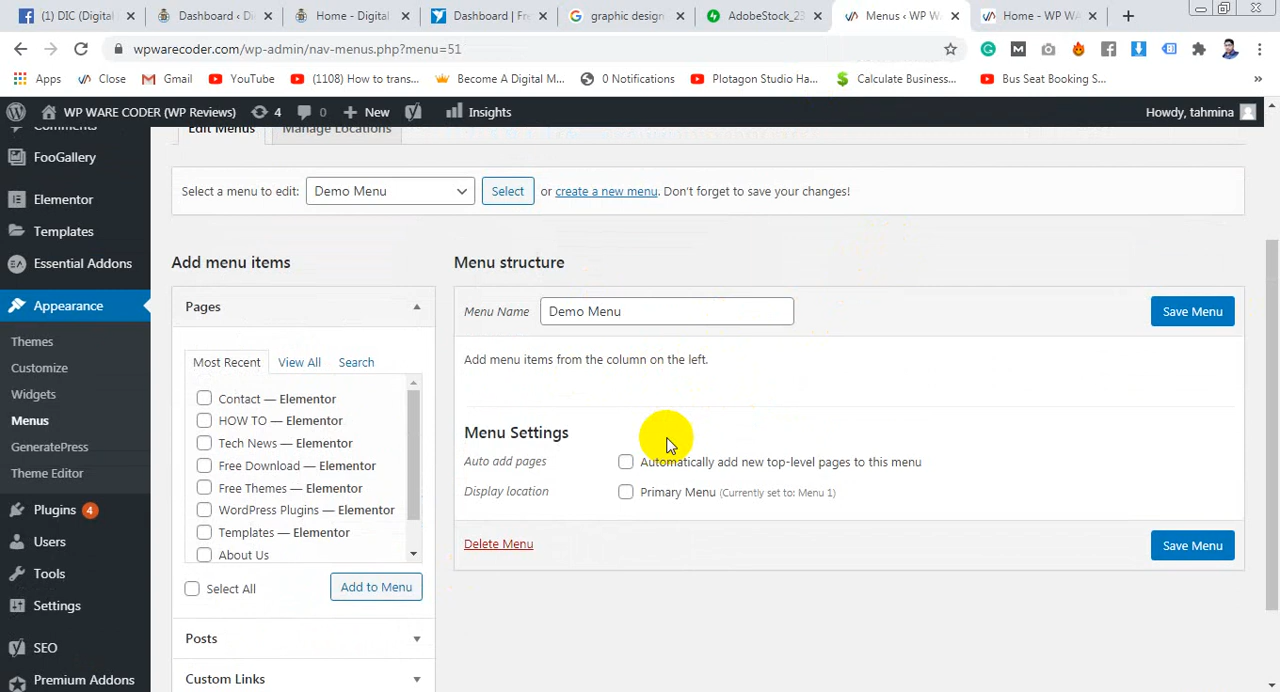 (1) DIC (Digital
Dashboard ‹ Di
Home - Digital
Dashboard | Fre
graphic design
AdobeStock_23
Menus ‹ WP W
Home - WP WA
wpwarecoder.com/wp-admin/nav-menus.php?menu=51
Apps
Close
Gmail
YouTube
(1108) How to trans...
Become A Digital M...
0 Notifications
Plotagon Studio Ha...
Calculate Business...
Bus Seat Booking S...
»
WP WARE CODER (WP Reviews)
4
0
New
Insights
Howdy, tahmina
Comments
FooGallery
Elementor
Templates
Essential Addons
Appearance
Themes
Customize
Widgets
Menus
GeneratePress
Theme Editor
Plugins 4
Users
Tools
Settings
SEO
Premium Addons
Edit Menus
Manage Locations
Select a menu to edit: Demo Menu Select or create a new menu. Don't forget to save your changes!
Add menu items
Pages
Most Recent View All Search
Contact — Elementor
HOW TO — Elementor
Tech News — Elementor
Free Download — Elementor
Free Themes — Elementor
WordPress Plugins — Elementor
Templates — Elementor
About Us
Select All
Add to Menu
Posts
Custom Links
Menu structure
Menu Name Demo Menu Save Menu
Add menu items from the column on the left.
Menu Settings
Auto add pages Automatically add new top-level pages to this menu
Display location Primary Menu (Currently set to: Menu 1)
Delete Menu Save Menu